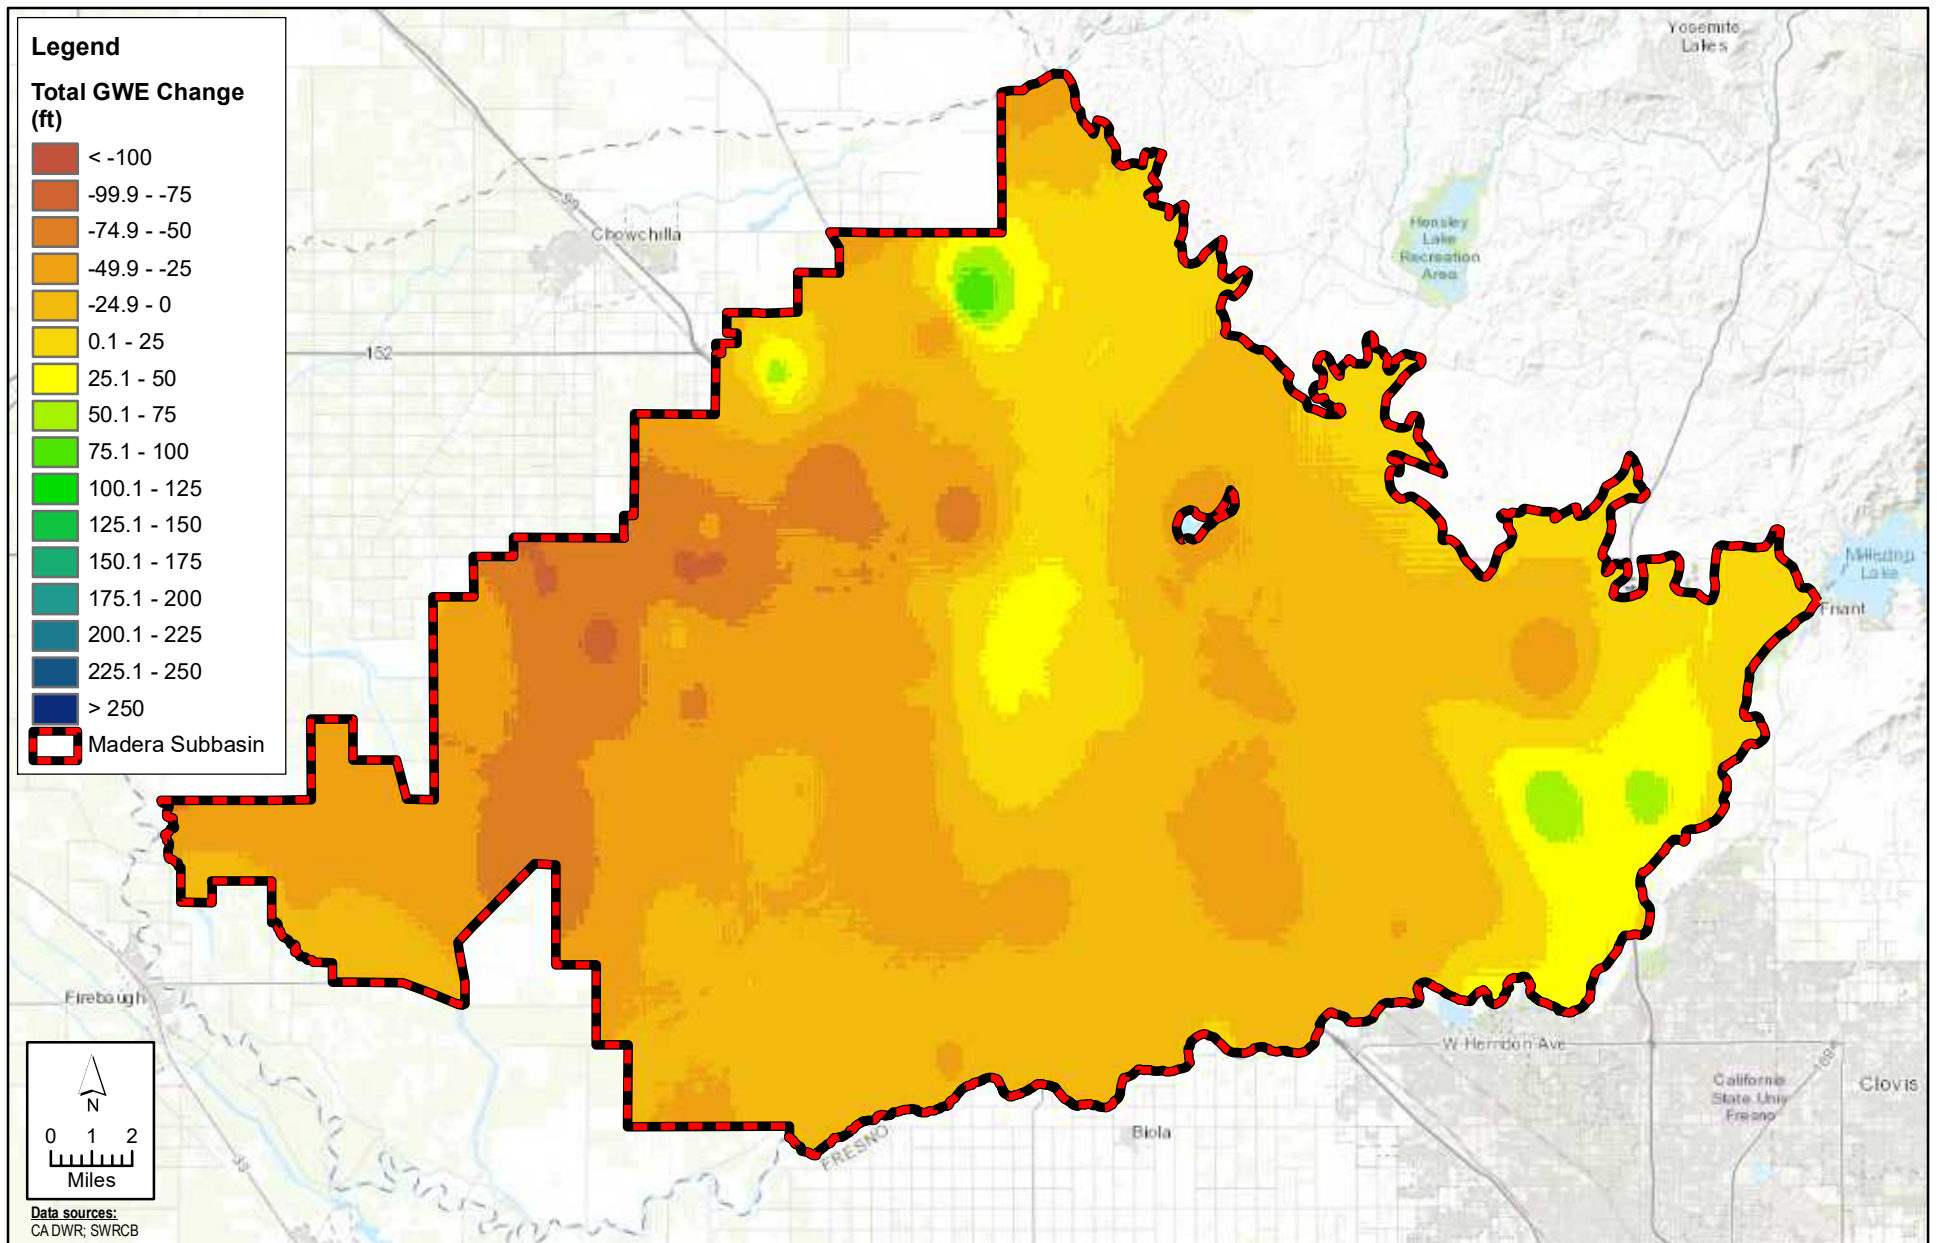 Legend
Total GWE Change
(ft)
< -100
-99.9 - -75
-74.9 - -50
-49.9 - -25
-24.9 - 0
0.1 - 25
25.1 - 50
50.1 - 75
75.1 - 100
100.1 - 125
125.1 - 150
150.1 - 175
175.1 - 200
200.1 - 225
225.1 - 250
> 250
Madera Subbasin
Yosemite
Lakes
Hensley
Lake
Recreation
Area
Chowchilla
152
Millerton
Lake
Friant
Firebaugh
W Herndon Ave
California
State Univ
Fresno
168
Clovis
Biola
FRESNO
N
0 1 2
Miles
Data sources:
CA DWR; SWRCB